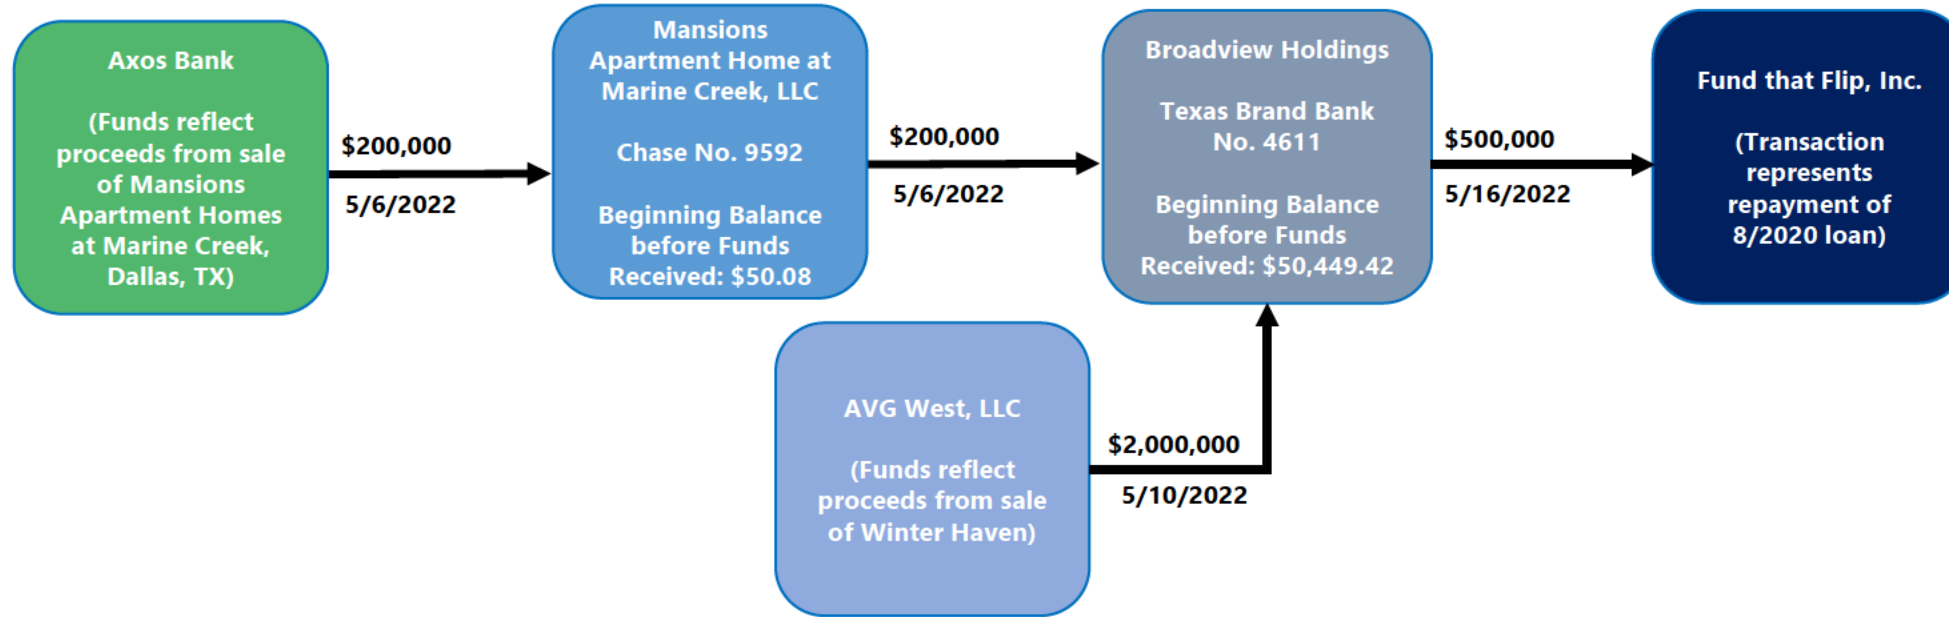 Axos Bank
(Funds reflect
proceeds from sale
of Mansions
Apartment Homes
at Marine Creek,
Dallas, TX)
$200,000
5/6/2022
Mansions
Apartment Home at
Marine Creek, LLC
Chase No. 9592
Beginning Balance
before Funds
Received: $50.08
$200,000
5/6/2022
Broadview Holdings
Texas Brand Bank
No. 4611
Beginning Balance
before Funds
Received: $50,449.42
$500,000
5/16/2022
Fund that Flip, Inc.
(Transaction
represents
repayment of
8/2020 loan)
AVG West, LLC
(Funds reflect
proceeds from sale
of Winter Haven)
$2,000,000
5/10/2022